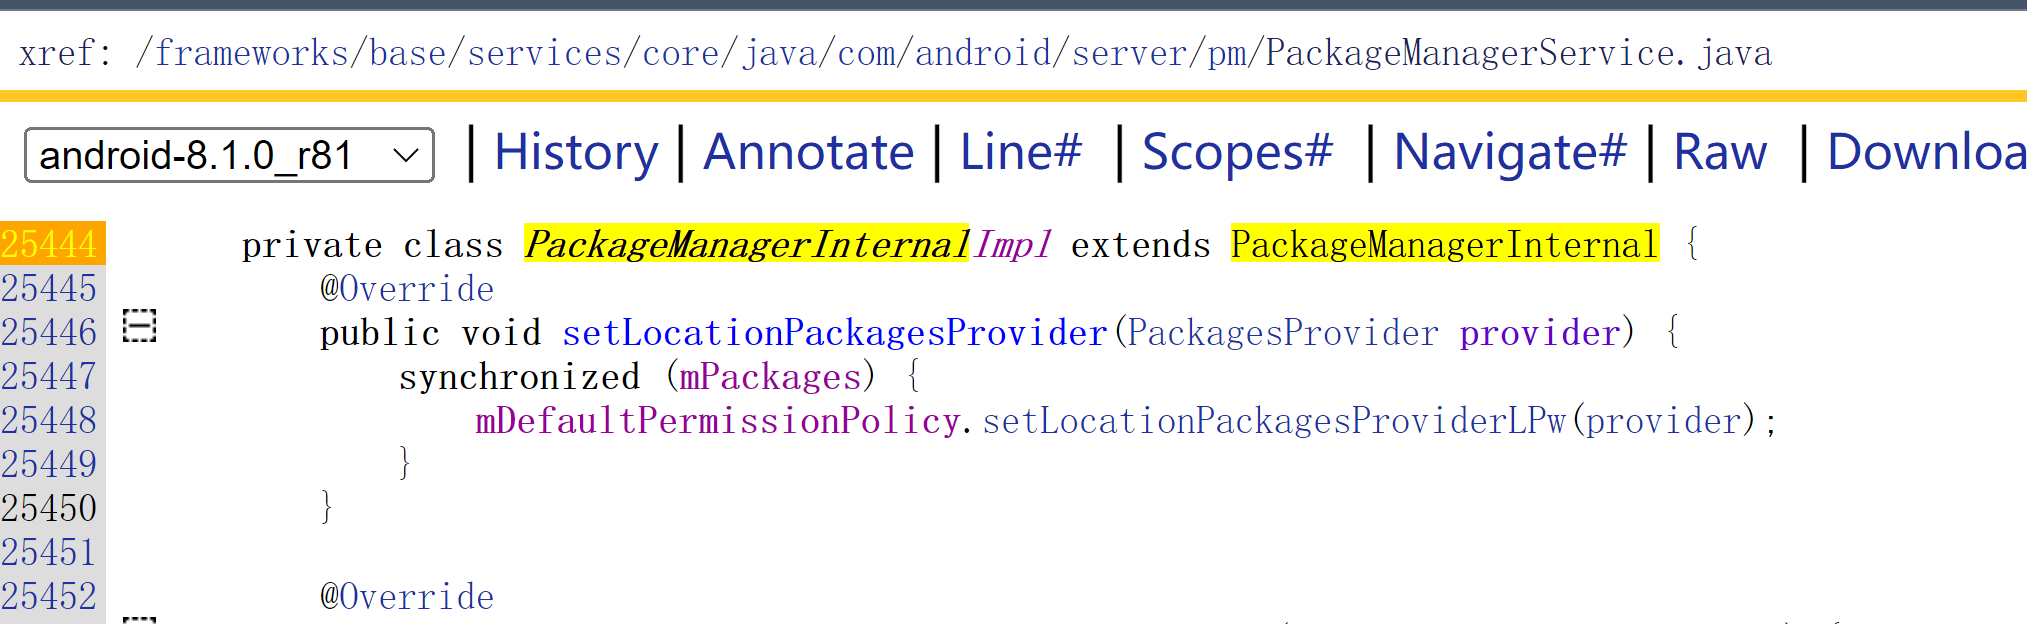 xref: /frameworks/base/services/core/java/com/android/server/pm/PackageManagerService.java
android-8.1.0_r81 | History | Annotate | Line# | Scopes# | Navigate# | Raw | Downloa
25444 private class PackageManagerInternalImpl extends PackageManagerInternal {
25445 @Override
25446 public void setLocationPackagesProvider(PackagesProvider provider) {
25447 synchronized (mPackages) {
25448 mDefaultPermissionPolicy.setLocationPackagesProviderLPw(provider);
25449 }
25450 }
25451
25452 @Override